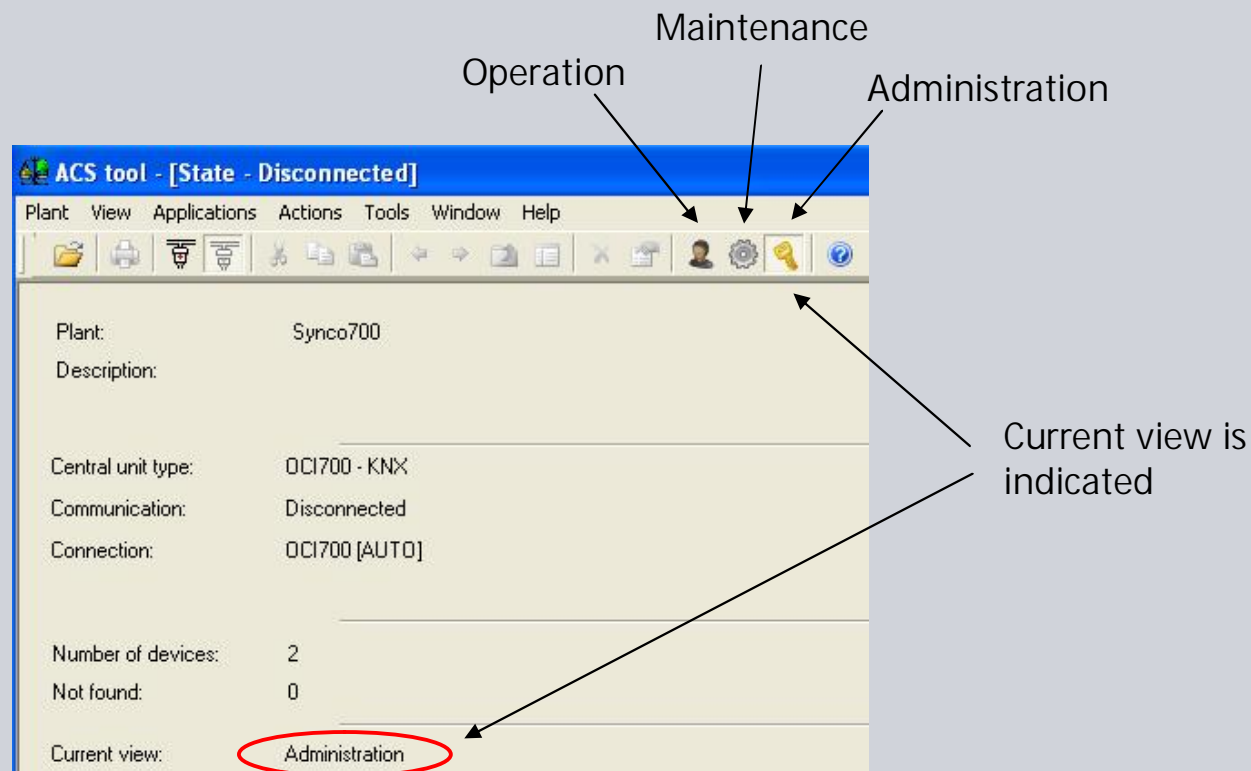 Maintenance
Operation
Administration
ACS tool - [State - Disconnected]
Plant View Applications Actions Tools Window Help
Plant: Synco700
Description:
Central unit type: OCI700 - KNX
Communication: Disconnected
Connection: OCI700 [AUTO]
Current view is
indicated
Number of devices: 2
Not found: 0
Current view: Administration